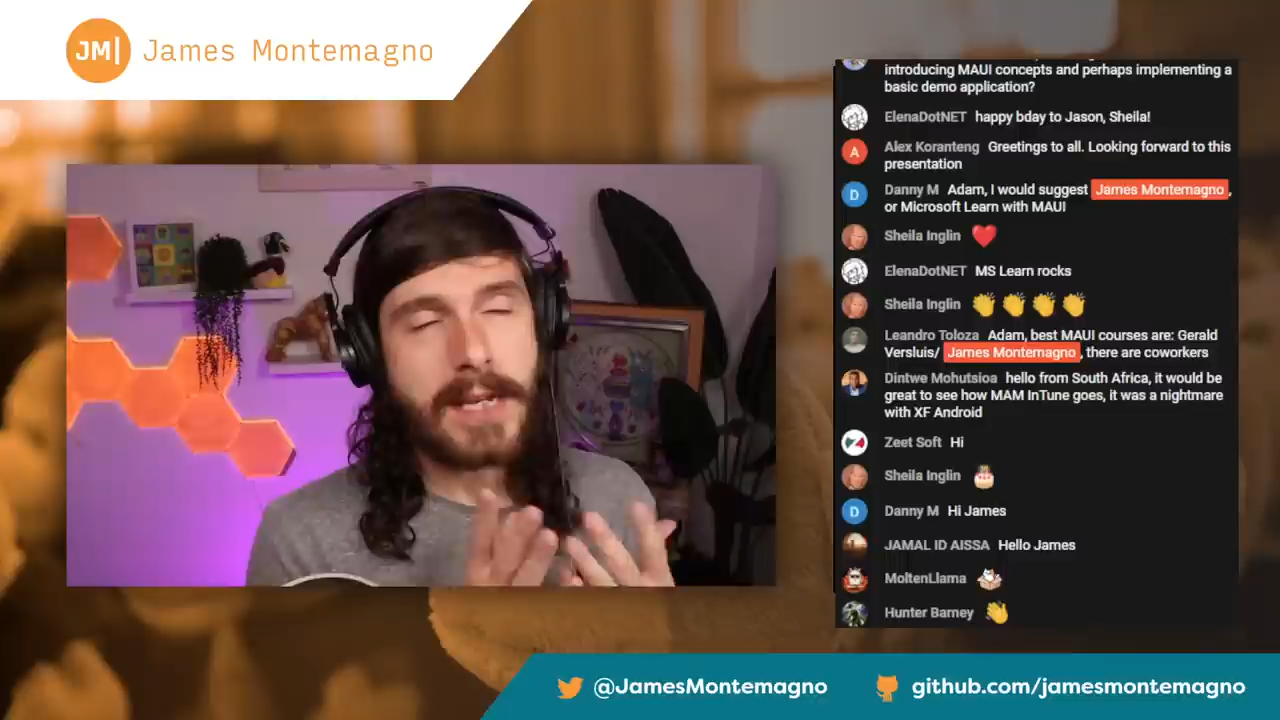 JM| James Montemagno
introducing MAUI concepts and perhaps implementing a
basic demo application?
ElenaDotNET happy bday to Jason, Sheila!
A Alex Koranteng Greetings to all. Looking forward to this
presentation
D Danny M Adam, I would suggest James Montemagno,
or Microsoft Learn with MAUI
Sheila Inglin ❤️
ElenaDotNET MS Learn rocks
Sheila Inglin 👏👏👏👏
Leandro Toloza Adam, best MAUI courses are: Gerald
Versluis/ James Montemagno, there are coworkers
Dintwe Mohutsioa hello from South Africa, it would be
great to see how MAM InTune goes, it was a nightmare
with XF Android
Zeet Soft Hi
Sheila Inglin 🎂
D Danny M Hi James
JAMAL ID AISSA Hello James
MoltenLlama
Hunter Barney 👋
@JamesMontemagno
github.com/jamesmontemagno